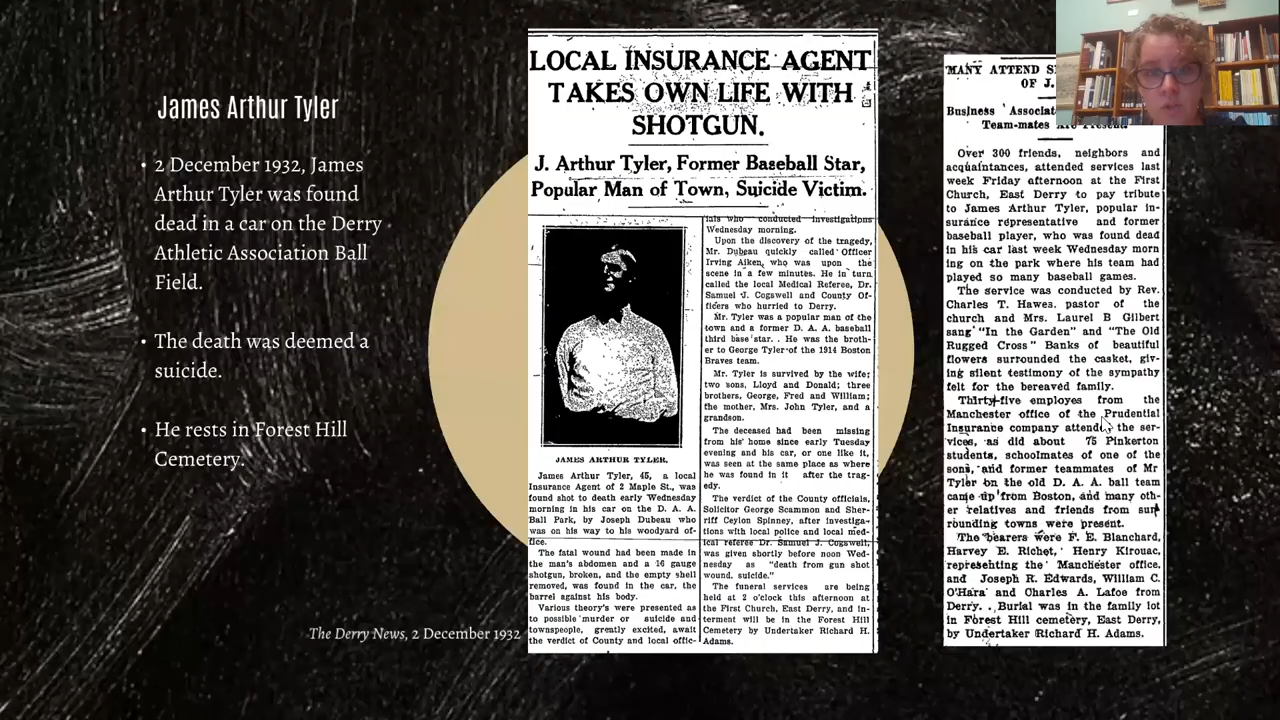 James Arthur Tyler
• 2 December 1932, James
Arthur Tyler was found
dead in a car on the Derry
Athletic Association Ball
Field.
• The death was deemed a
suicide.
• He rests in Forest Hill
Cemetery.
The Derry News, 2 December 1932
LOCAL INSURANCE AGENT
TAKES OWN LIFE WITH
SHOTGUN.
J. Arthur Tyler, Former Baseball Star,
Popular Man of Town, Suicide Victim.
JAMES ARTHUR TYLER.
James Arthur Tyler, 45, a local
Insurance Agent of 2 Maple St., was
found shot to death early Wednesday
morning in his car on the D. A. A.
Ball Park, by Joseph Dubeau who
was on his way to his woodyard of-
fice.
The fatal wound had been made in
the man's abdomen and a 16 gauge
shotgun, broken, and the empty shell
removed, was found in the car, the
barrel against his body.
Various theory's were presented as
to possible murder or suicide and
townspeople, greatly excited, await
the verdict of County and local offic-
ials who conducted investigations
Wednesday morning.
Upon the discovery of the tragedy,
Mr. Dubeau quickly called Officer
Irving Aiken, who was upon the
scene in a few minutes. He in turn
called the local Medical Referee, Dr.
Samuel J. Cogswell and County Of-
ficers who hurried to Derry.
Mr. Tyler was a popular man of the
town and a former D. A. A. baseball
third base star. . He was the broth-
er to George Tyler of the 1914 Boston
Braves team.
Mr. Tyler is survived by the wife;
two sons, Lloyd and Donald; three
brothers, George, Fred and William;
the mother, Mrs. John Tyler, and a
grandson.
The deceased had been missing
from his home since early Tuesday
evening and his car, or one like it,
was seen at the same place as where
he was found in it after the trag-
edy.
The verdict of the County officials,
Solicitor George Scammon and Sher-
iff Ceylon Spinney, after investiga-
tions with local police and local med-
ical referee Dr. Samuel J. Cogswell,
was given shortly before noon Wed-
nesday as "death from gun shot
wound, suicide."
The funeral services are being
held at 2 o'clock this afternoon at
the First Church, East Derry, and in-
terment will be in the Forest Hill
Cemetery by Undertaker Richard H.
Adams.
MANY ATTEND
OF J.
Business
Team-mates Are Present.
Over 300 friends, neighbors and
acquaintances, attended services last
week Friday afternoon at the First
Church, East Derry to pay tribute
to James Arthur Tyler, popular in-
surance representative and former
baseball player, who was found dead
in his car last week Wednesday morn
ing on the park where his team had
played so many baseball games.
The service was conducted by Rev.
Charles T. Hawes, pastor of the
church and Mrs. Laurel B Gilbert
sang "In the Garden" and "The Old
Rugged Cross" Banks of beautiful
flowers surrounded the casket, giv-
ing silent testimony of the sympathy
felt for the bereaved family.
Thirty-five employes from the
Manchester office of the Prudential
Insurance company attended the ser-
vices, as did about 75 Pinkerton
students, schoolmates of one of the
sons, and former teammates of Mr
Tyler on the old D. A. A. ball team
came up from Boston, and many oth-
er relatives and friends from sur
rounding towns were present.
The bearers were F. E. Blanchard,
Harvey E. Richet, Henry Kirouac,
representing the Manchester office,
and Joseph R. Edwards, William C.
O'Hara and Charles A. Lafoe from
Derry. . Burial was in the family lot
in Forest Hill cemetery, East Derry,
by Undertaker Richard H. Adams.